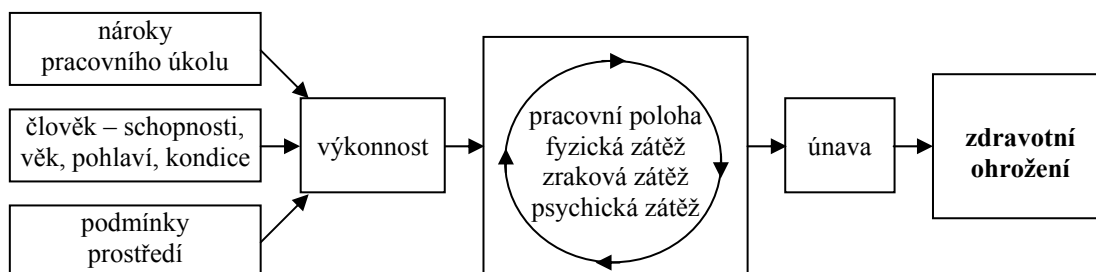 nároky
pracovního úkolu
člověk – schopnosti,
věk, pohlaví, kondice
podmínky
prostředí
výkonnost
pracovní poloha
fyzická zátěž
zraková zátěž
psychická zátěž
únava
zdravotní
ohrožení